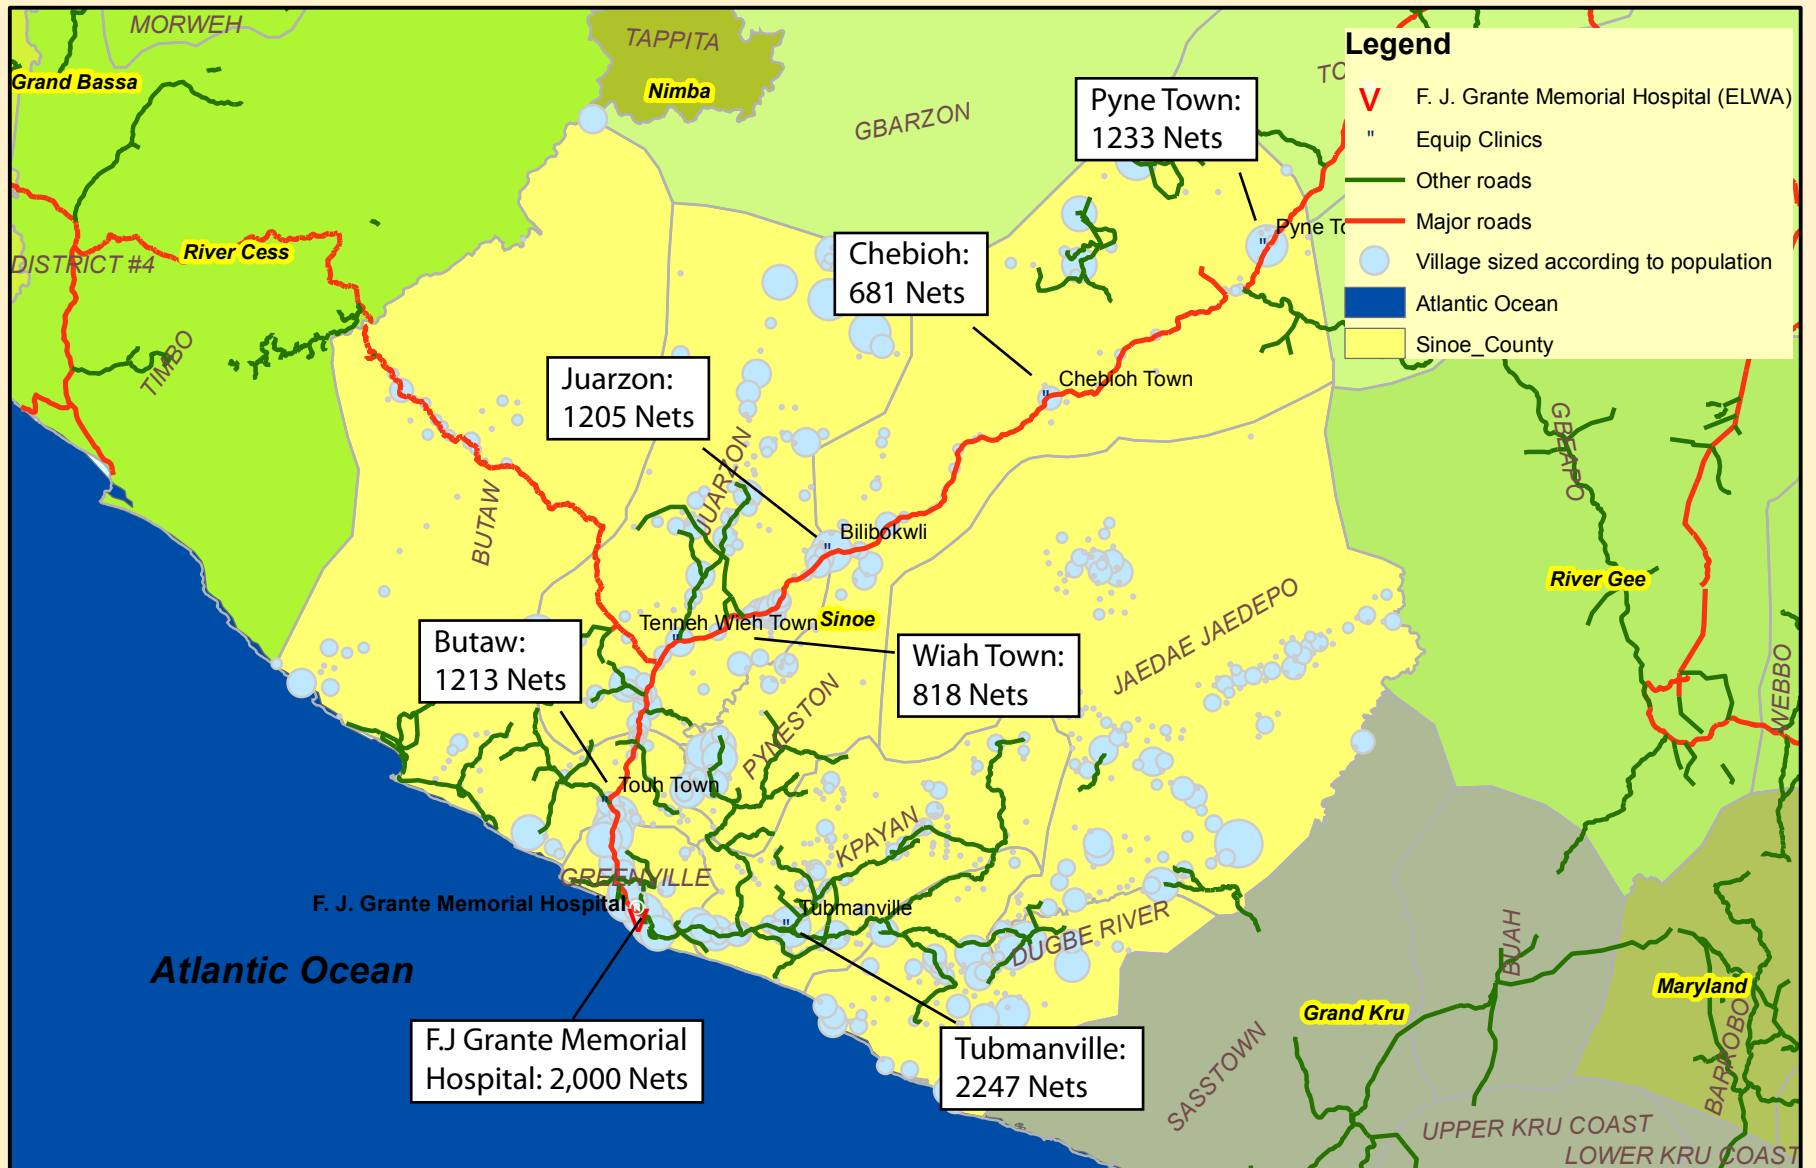 MORWEH
TAPPITA
Grand Bassa
Nimba
GBARZON
Pyne Town:
1233 Nets
Legend
V F. J. Grante Memorial Hospital (ELWA)
" Equip Clinics
Other roads
Major roads
Village sized according to population
Atlantic Ocean
Sinoe_County
River Cess
DISTRICT #4
TIMBO
Chebioh:
681 Nets
Chebioh Town
Juarzon:
1205 Nets
JUARZON
BUTAW
Bilibokwli
GBEAPO
River Gee
Tenneh Wieh Town
Sinoe
Butaw:
1213 Nets
Wiah Town:
818 Nets
JAEDAE JAEDEPO
WEBBO
PYNESTON
Touh Town
KPAYAN
GREENVILLE
F. J. Grante Memorial Hospital
V
Tubmanville
DUGBE RIVER
BUAH
Atlantic Ocean
Maryland
Grand Kru
F.J Grante Memorial
Hospital: 2,000 Nets
Tubmanville:
2247 Nets
SASSTOWN
BARROBO
UPPER KRU COAST
LOWER KRU COAST